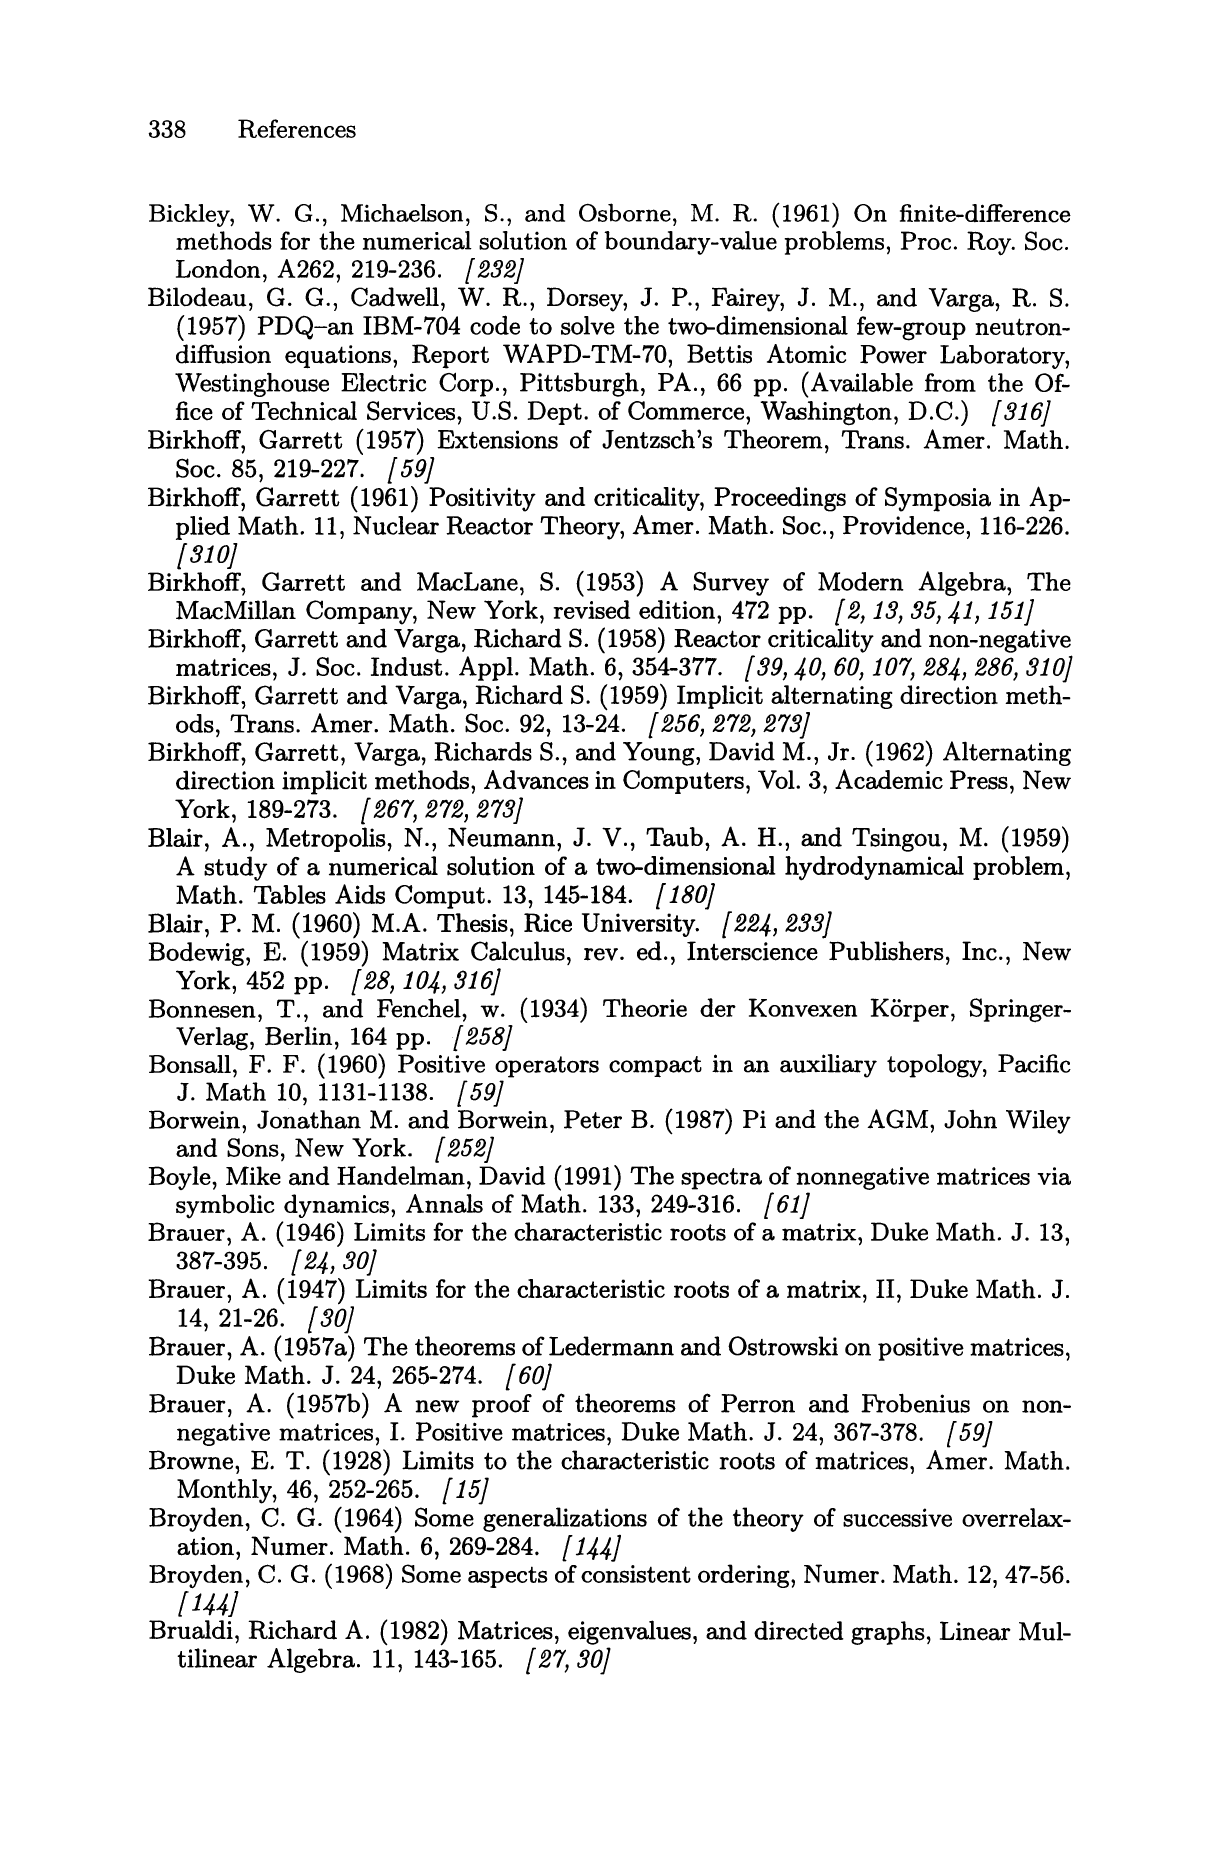 338 References
Bickley, W. G., Michaelson, S., and Osborne, M. R. (1961) On finite-difference
methods for the numerical solution of boundary-value problems, Proc. Roy. Soc.
London, A262, 219-236. [232]
Bilodeau, G. G., Cadwell, W. R., Dorsey, J. P., Fairey, J. M., and Varga, R. S.
(1957) PDQ–an IBM-704 code to solve the two-dimensional few-group neutron-
diffusion equations, Report WAPD-TM-70, Bettis Atomic Power Laboratory,
Westinghouse Electric Corp., Pittsburgh, PA., 66 pp. (Available from the Of-
fice of Technical Services, U.S. Dept. of Commerce, Washington, D.C.) [316]
Birkhoff, Garrett (1957) Extensions of Jentzsch's Theorem, Trans. Amer. Math.
Soc. 85, 219-227. [59]
Birkhoff, Garrett (1961) Positivity and criticality, Proceedings of Symposia in Ap-
plied Math. 11, Nuclear Reactor Theory, Amer. Math. Soc., Providence, 116-226.
[310]
Birkhoff, Garrett and MacLane, S. (1953) A Survey of Modern Algebra, The
MacMillan Company, New York, revised edition, 472 pp. [2, 13, 35, 41, 151]
Birkhoff, Garrett and Varga, Richard S. (1958) Reactor criticality and non-negative
matrices, J. Soc. Indust. Appl. Math. 6, 354-377. [39, 40, 60, 107, 284, 286, 310]
Birkhoff, Garrett and Varga, Richard S. (1959) Implicit alternating direction meth-
ods, Trans. Amer. Math. Soc. 92, 13-24. [256, 272, 273]
Birkhoff, Garrett, Varga, Richards S., and Young, David M., Jr. (1962) Alternating
direction implicit methods, Advances in Computers, Vol. 3, Academic Press, New
York, 189-273. [267, 272, 273]
Blair, A., Metropolis, N., Neumann, J. V., Taub, A. H., and Tsingou, M. (1959)
A study of a numerical solution of a two-dimensional hydrodynamical problem,
Math. Tables Aids Comput. 13, 145-184. [180]
Blair, P. M. (1960) M.A. Thesis, Rice University. [224, 233]
Bodewig, E. (1959) Matrix Calculus, rev. ed., Interscience Publishers, Inc., New
York, 452 pp. [28, 104, 316]
Bonnesen, T., and Fenchel, w. (1934) Theorie der Konvexen Körper, Springer-
Verlag, Berlin, 164 pp. [258]
Bonsall, F. F. (1960) Positive operators compact in an auxiliary topology, Pacific
J. Math 10, 1131-1138. [59]
Borwein, Jonathan M. and Borwein, Peter B. (1987) Pi and the AGM, John Wiley
and Sons, New York. [252]
Boyle, Mike and Handelman, David (1991) The spectra of nonnegative matrices via
symbolic dynamics, Annals of Math. 133, 249-316. [61]
Brauer, A. (1946) Limits for the characteristic roots of a matrix, Duke Math. J. 13,
387-395. [24, 30]
Brauer, A. (1947) Limits for the characteristic roots of a matrix, II, Duke Math. J.
14, 21-26. [30]
Brauer, A. (1957a) The theorems of Ledermann and Ostrowski on positive matrices,
Duke Math. J. 24, 265-274. [60]
Brauer, A. (1957b) A new proof of theorems of Perron and Frobenius on non-
negative matrices, I. Positive matrices, Duke Math. J. 24, 367-378. [59]
Browne, E. T. (1928) Limits to the characteristic roots of matrices, Amer. Math.
Monthly, 46, 252-265. [15]
Broyden, C. G. (1964) Some generalizations of the theory of successive overrelax-
ation, Numer. Math. 6, 269-284. [144]
Broyden, C. G. (1968) Some aspects of consistent ordering, Numer. Math. 12, 47-56.
[144]
Brualdi, Richard A. (1982) Matrices, eigenvalues, and directed graphs, Linear Mul-
tilinear Algebra. 11, 143-165. [27, 30]